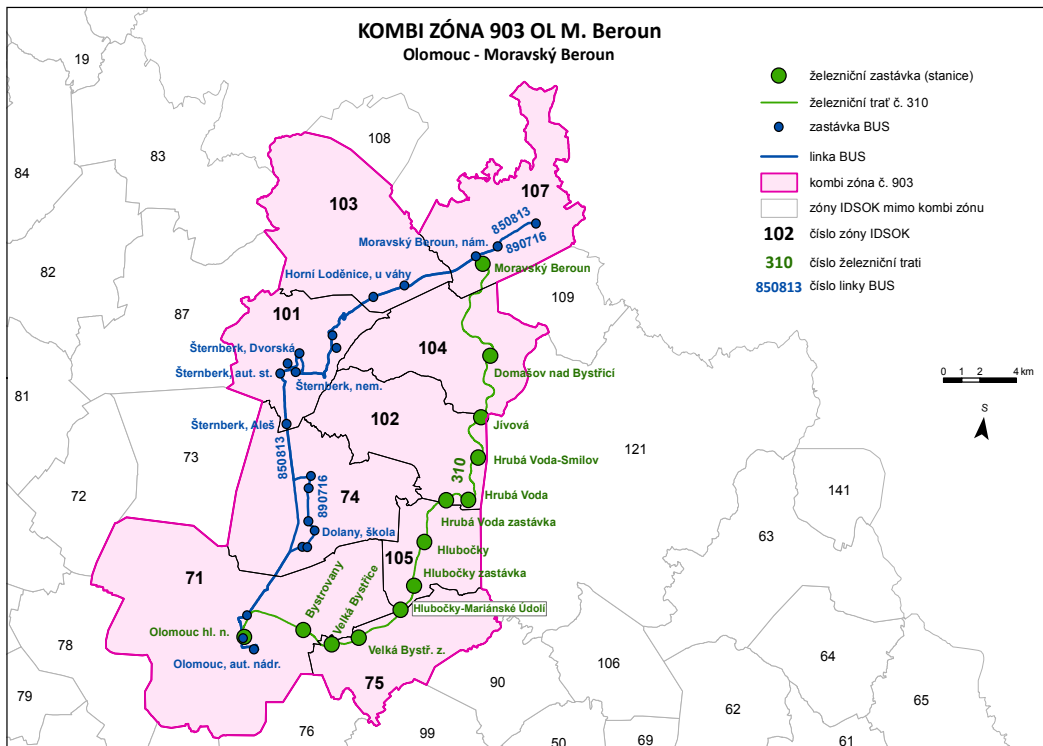 KOMBI ZÓNA 903 OL M. Beroun
Olomouc - Moravský Beroun
19
83
84
108
82
87
81
73
72
78
79
76
99
90
50
69
106
62
61
64
65
63
141
121
109
103
107
101
104
102
74
105
71
75
850813
890716
Moravský Beroun, nám.
Moravský Beroun
Horní Loděnice, u váhy
Šternberk, Dvorská
Šternberk, aut. st.
Šternberk, nem.
Šternberk, Aleš
Domašov nad Bystřicí
Jívová
Hrubá Voda-Smilov
310
Hrubá Voda
Hrubá Voda zastávka
850813
890716
Dolany, škola
Hlubočky
Hlubočky zastávka
Hlubočky-Mariánské Údolí
Bystrovany
Velká Bystřice
Velká Bystř. z.
Olomouc hl. n.
Olomouc, aut. nádr.
železniční zastávka (stanice)
železniční trať č. 310
zastávka BUS
linka BUS
kombi zóna č. 903
zóny IDSOK mimo kombi zónu
102 číslo zóny IDSOK
310 číslo železniční trati
850813 číslo linky BUS
0 1 2 4 km
S